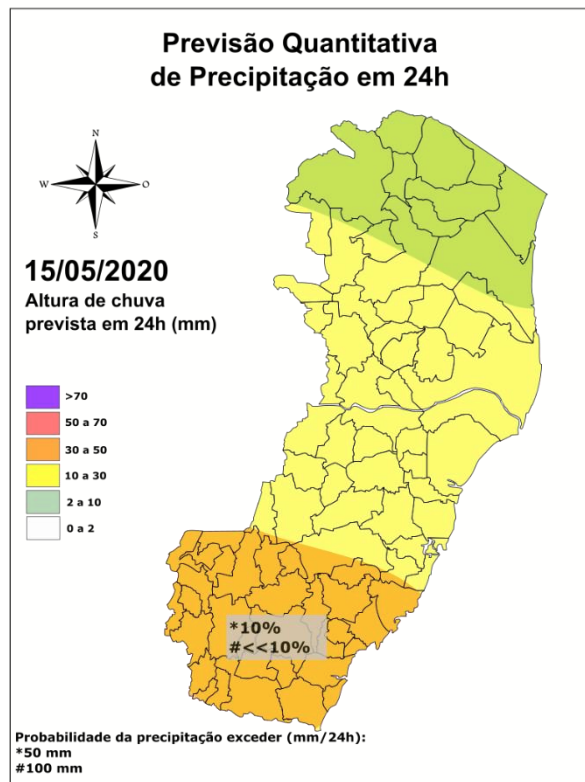 Previsão Quantitativa
de Precipitação em 24h
N
W
O
S
15/05/2020
Altura de chuva
prevista em 24h (mm)
>70
50 a 70
30 a 50
10 a 30
2 a 10
0 a 2
*10%
#<<10%
Probabilidade da precipitação exceder (mm/24h):
*50 mm
#100 mm